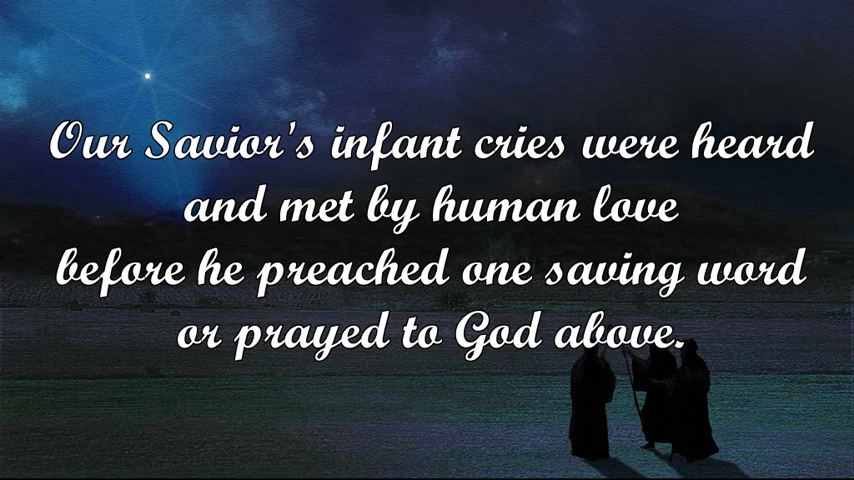 Our Savior's infant cries were heard
and met by human love
before he preached one saving word
or prayed to God above.